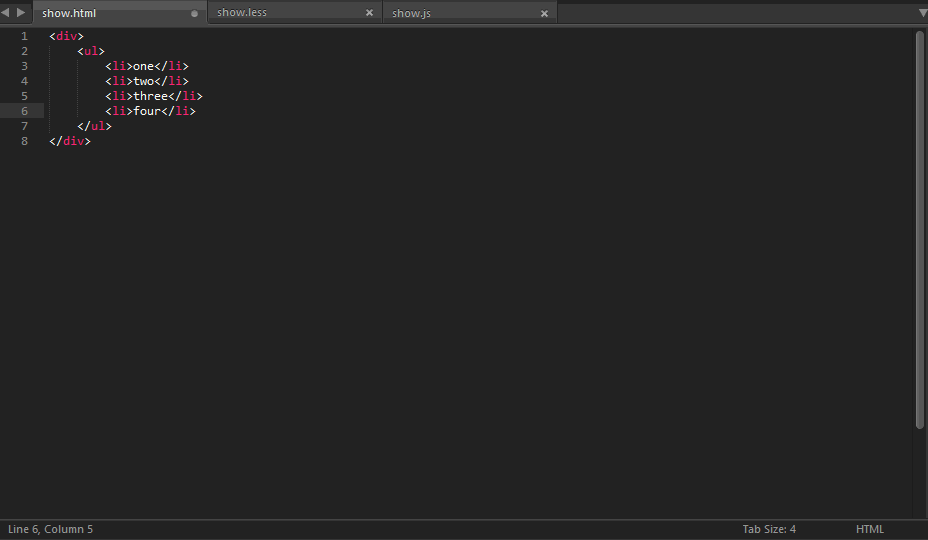 show.html show.less show.js
1 <div>
2 <ul>
3 <li>one</li>
4 <li>two</li>
5 <li>three</li>
6 <li>four</li>
7 </ul>
8 </div>
Line 6, Column 5 Tab Size: 4 HTML